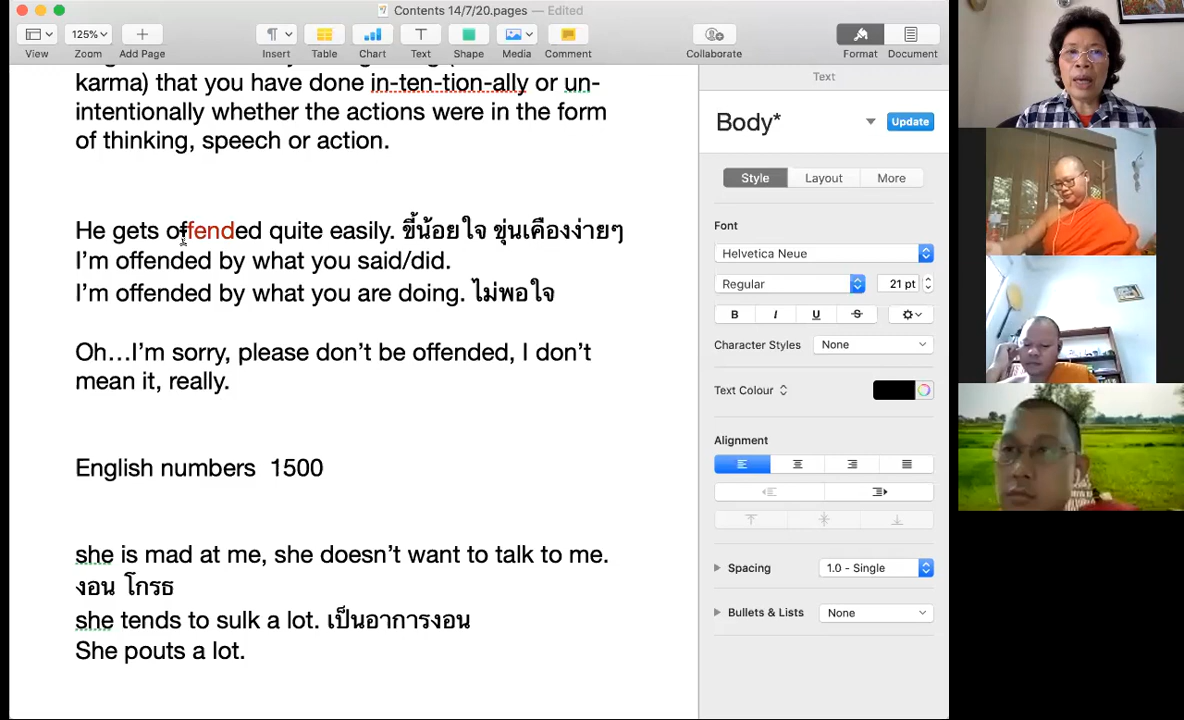 Contents 14/7/20.pages — Edited
View
125%
Zoom
Add Page
Insert
Table
Chart
Text
Shape
Media
Comment
Collaborate
Format
Document
karma) that you have done in-ten-tion-ally or un-
intentionally whether the actions were in the form
of thinking, speech or action.
He gets offended quite easily. ขี้น้อยใจ ขุ่นเคืองง่ายๆ
I'm offended by what you said/did.
I'm offended by what you are doing. ไม่พอใจ
Oh…I'm sorry, please don't be offended, I don't
mean it, really.
English numbers 1500
she is mad at me, she doesn't want to talk to me.
งอน โกรธ
she tends to sulk a lot. เป็นอาการงอน
She pouts a lot.
Text
Body*
Update
Style
Layout
More
Font
Helvetica Neue
Regular
21 pt
B I U S
Character Styles
None
Text Colour
Alignment
Spacing
1.0 - Single
Bullets & Lists
None